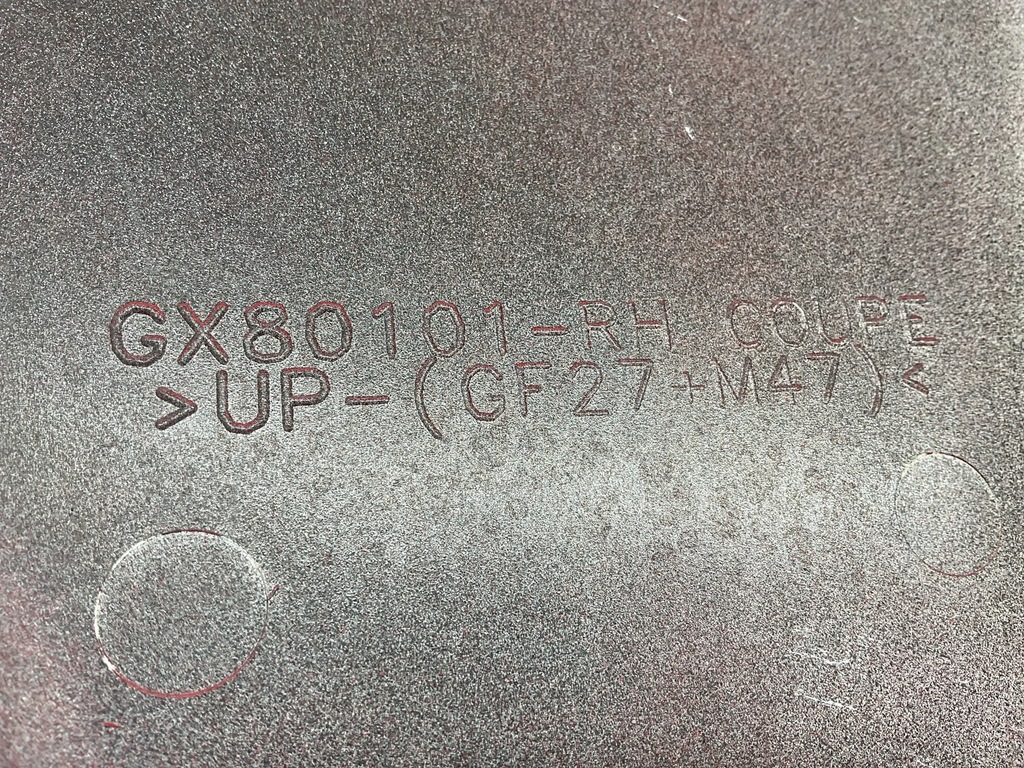 GX80101-RH COUPE
>UP-(GF27+M47)<